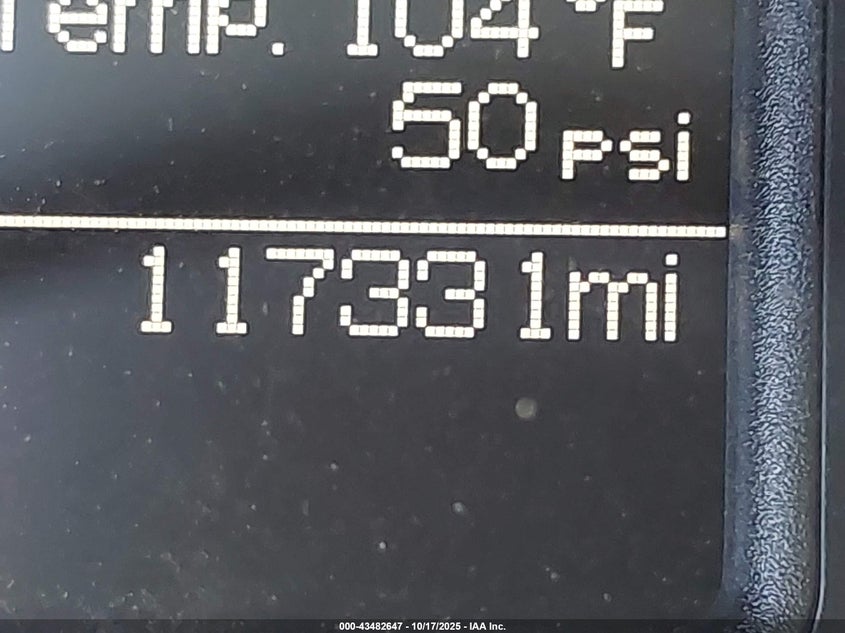 Temp. 104°F
50 psi
117331mi
000-43482647 - 10/17/2025 - IAA Inc.